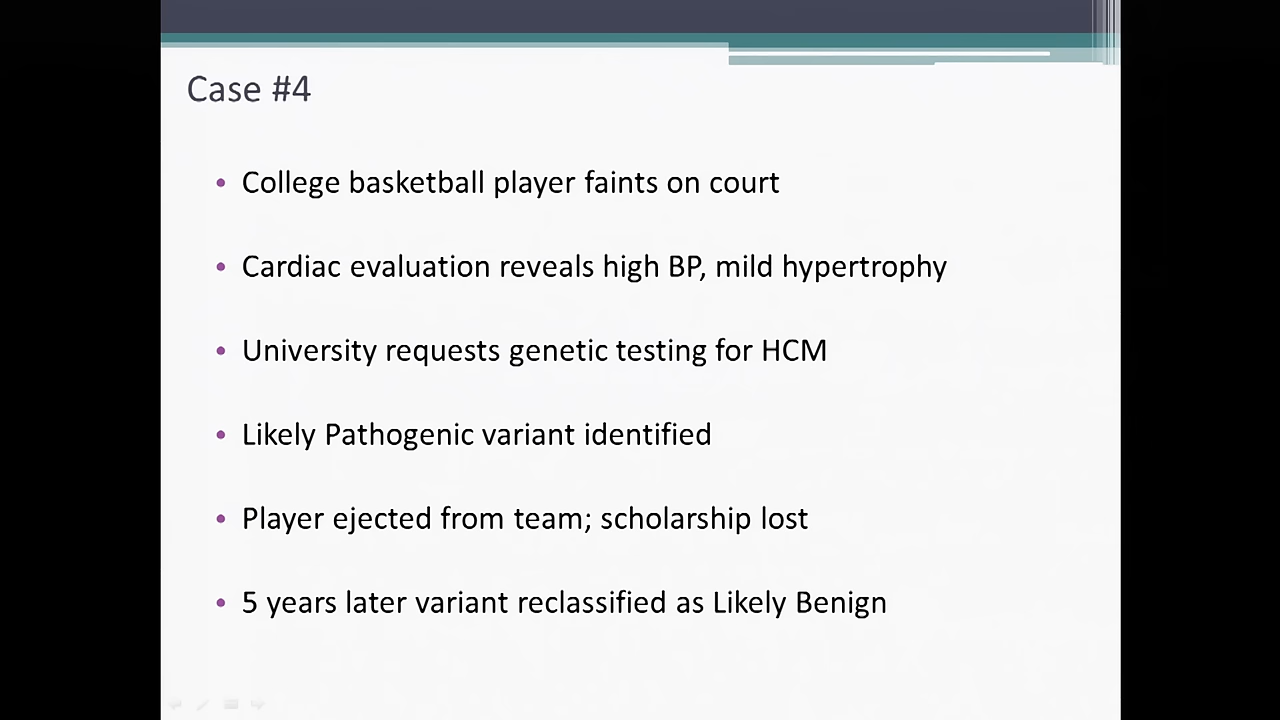 Case #4
• College basketball player faints on court
• Cardiac evaluation reveals high BP, mild hypertrophy
• University requests genetic testing for HCM
• Likely Pathogenic variant identified
• Player ejected from team; scholarship lost
• 5 years later variant reclassified as Likely Benign